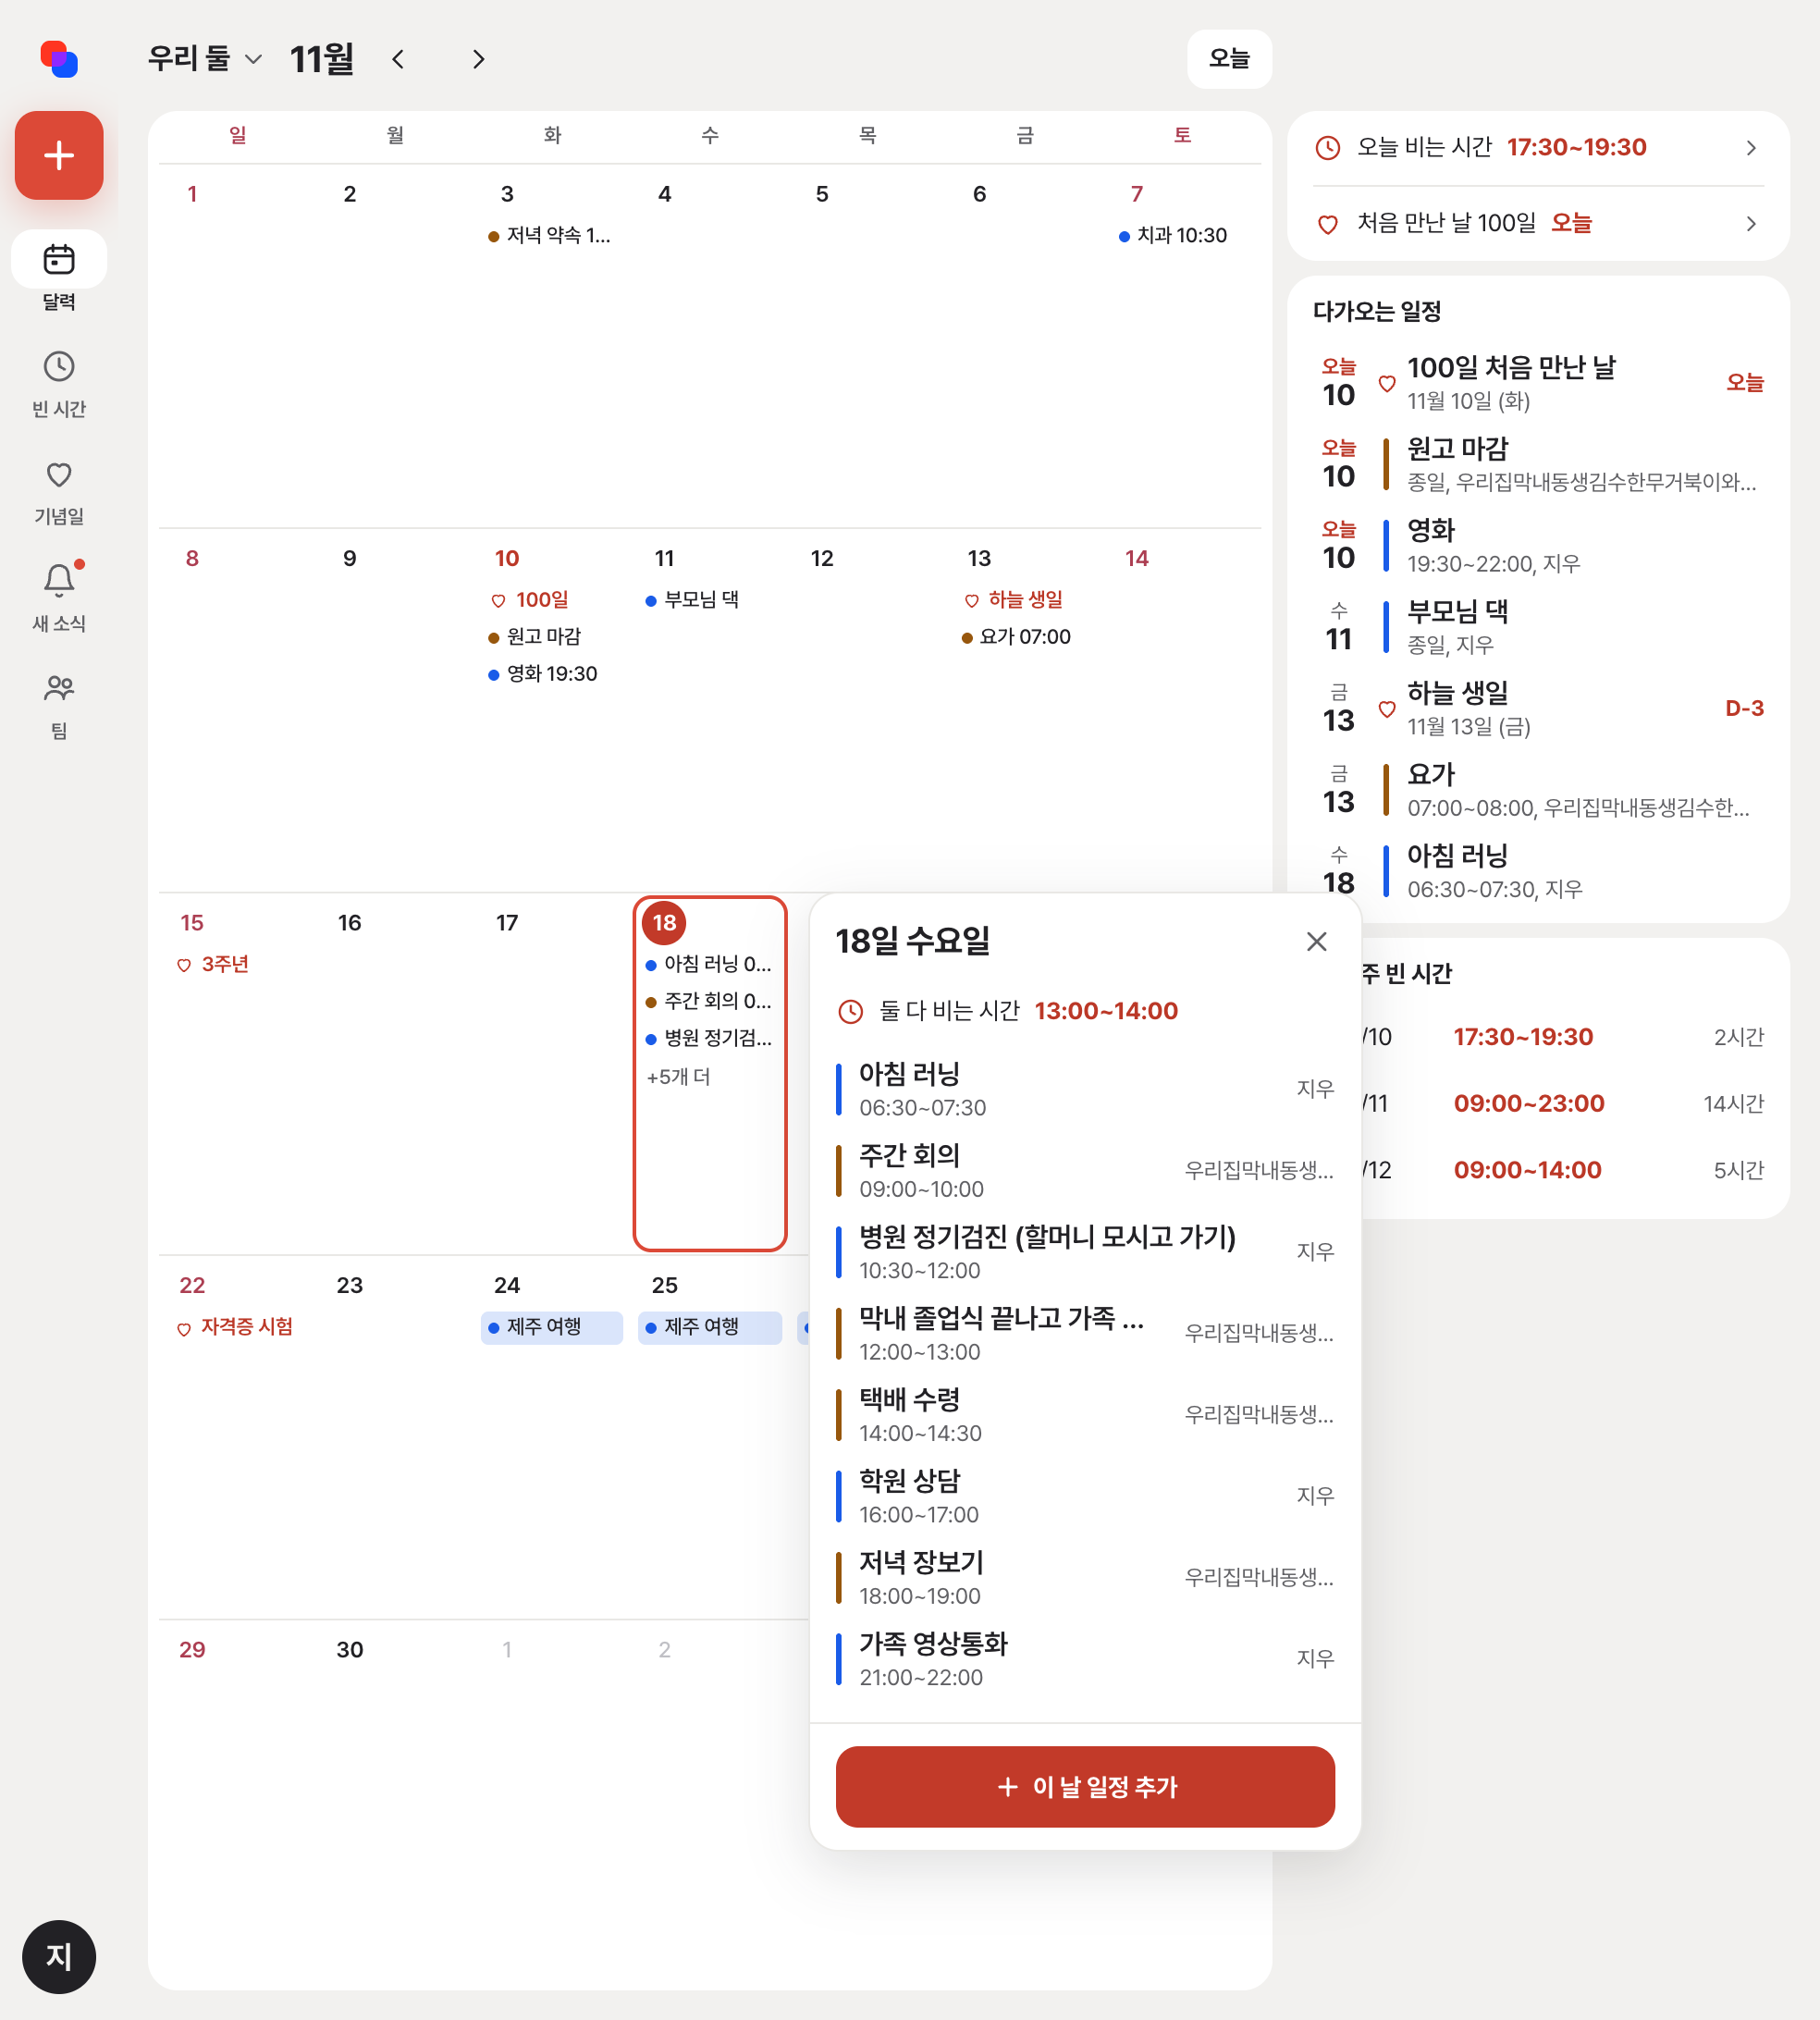 우리 둘
11월
오늘
달력
빈 시간
기념일
새 소식
팀
지
일 월 화 수 목 금 토
1 2 3 4 5 6 7
저녁 약속 1...
치과 10:30
8 9 10 11 12 13 14
100일
부모님 댁
하늘 생일
원고 마감
요가 07:00
영화 19:30
15 16 17 18
3주년
아침 러닝 0...
주간 회의 0...
병원 정기검...
+5개 더
22 23 24 25
자격증 시험
제주 여행
제주 여행
29 30 1 2
오늘 비는 시간 17:30~19:30
처음 만난 날 100일 오늘
다가오는 일정
오늘
10
100일 처음 만난 날
11월 10일 (화)
오늘
오늘
10
원고 마감
종일, 우리집막내동생김수한무거북이와...
오늘
10
영화
19:30~22:00, 지우
수
11
부모님 댁
종일, 지우
금
13
하늘 생일
11월 13일 (금)
D-3
금
13
요가
07:00~08:00, 우리집막내동생김수한...
수
18
아침 러닝
06:30~07:30, 지우
주 빈 시간
/10 17:30~19:30 2시간
/11 09:00~23:00 14시간
/12 09:00~14:00 5시간
18일 수요일
둘 다 비는 시간 13:00~14:00
아침 러닝
06:30~07:30
지우
주간 회의
09:00~10:00
우리집막내동생...
병원 정기검진 (할머니 모시고 가기)
10:30~12:00
지우
막내 졸업식 끝나고 가족 ...
12:00~13:00
우리집막내동생...
택배 수령
14:00~14:30
우리집막내동생...
학원 상담
16:00~17:00
지우
저녁 장보기
18:00~19:00
우리집막내동생...
가족 영상통화
21:00~22:00
지우
이 날 일정 추가